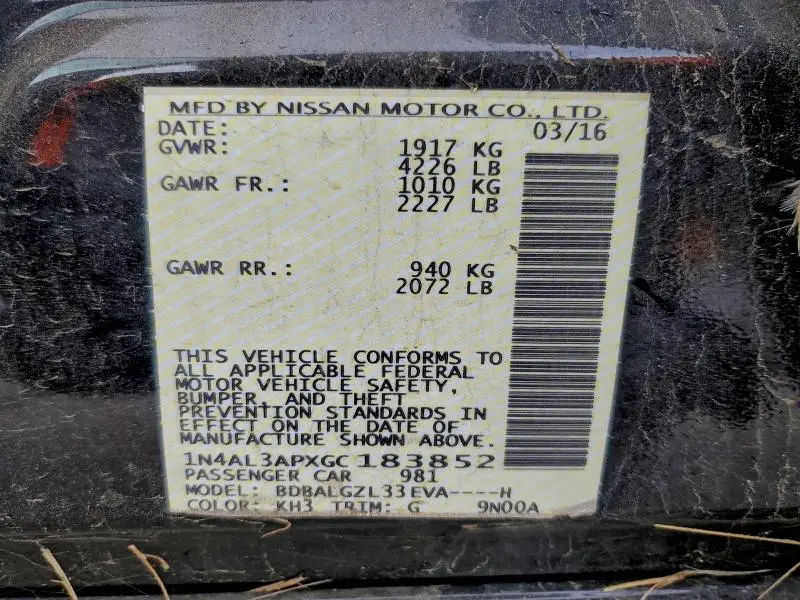 MFD BY NISSAN MOTOR CO., LTD.
DATE: 03/16
GVWR: 1917 KG
4226 LB
GAWR FR.: 1010 KG
2227 LB
GAWR RR.: 940 KG
2072 LB
THIS VEHICLE CONFORMS TO
ALL APPLICABLE FEDERAL
MOTOR VEHICLE SAFETY,
BUMPER, AND THEFT
PREVENTION STANDARDS IN
EFFECT ON THE DATE OF
MANUFACTURE SHOWN ABOVE.
1N4AL3APXGC183852
PASSENGER CAR 981
MODEL: BDBALGZL33EVA----H
COLOR: KH3 TRIM: G 9N00A